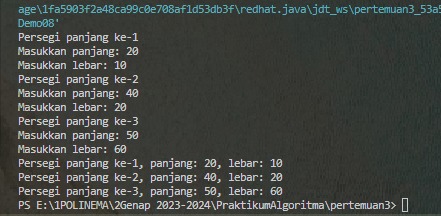 age\1fa5903f2a48ca99c0e708af1d53db3f\redhat.java\jdt_ws\pertemuan3_53a5
Demo08'
Persegi panjang ke-1
Masukkan panjang: 20
Masukkan lebar: 10
Persegi panjang ke-2
Masukkan panjang: 40
Masukkan lebar: 20
Persegi panjang ke-3
Masukkan panjang: 50
Masukkan lebar: 60
Persegi panjang ke-1, panjang: 20, lebar: 10
Persegi panjang ke-2, panjang: 40, lebar: 20
Persegi panjang ke-3, panjang: 50, lebar: 60
PS E:\1POLINEMA\2Genap 2023-2024\PraktikumAlgoritma\pertemuan3>